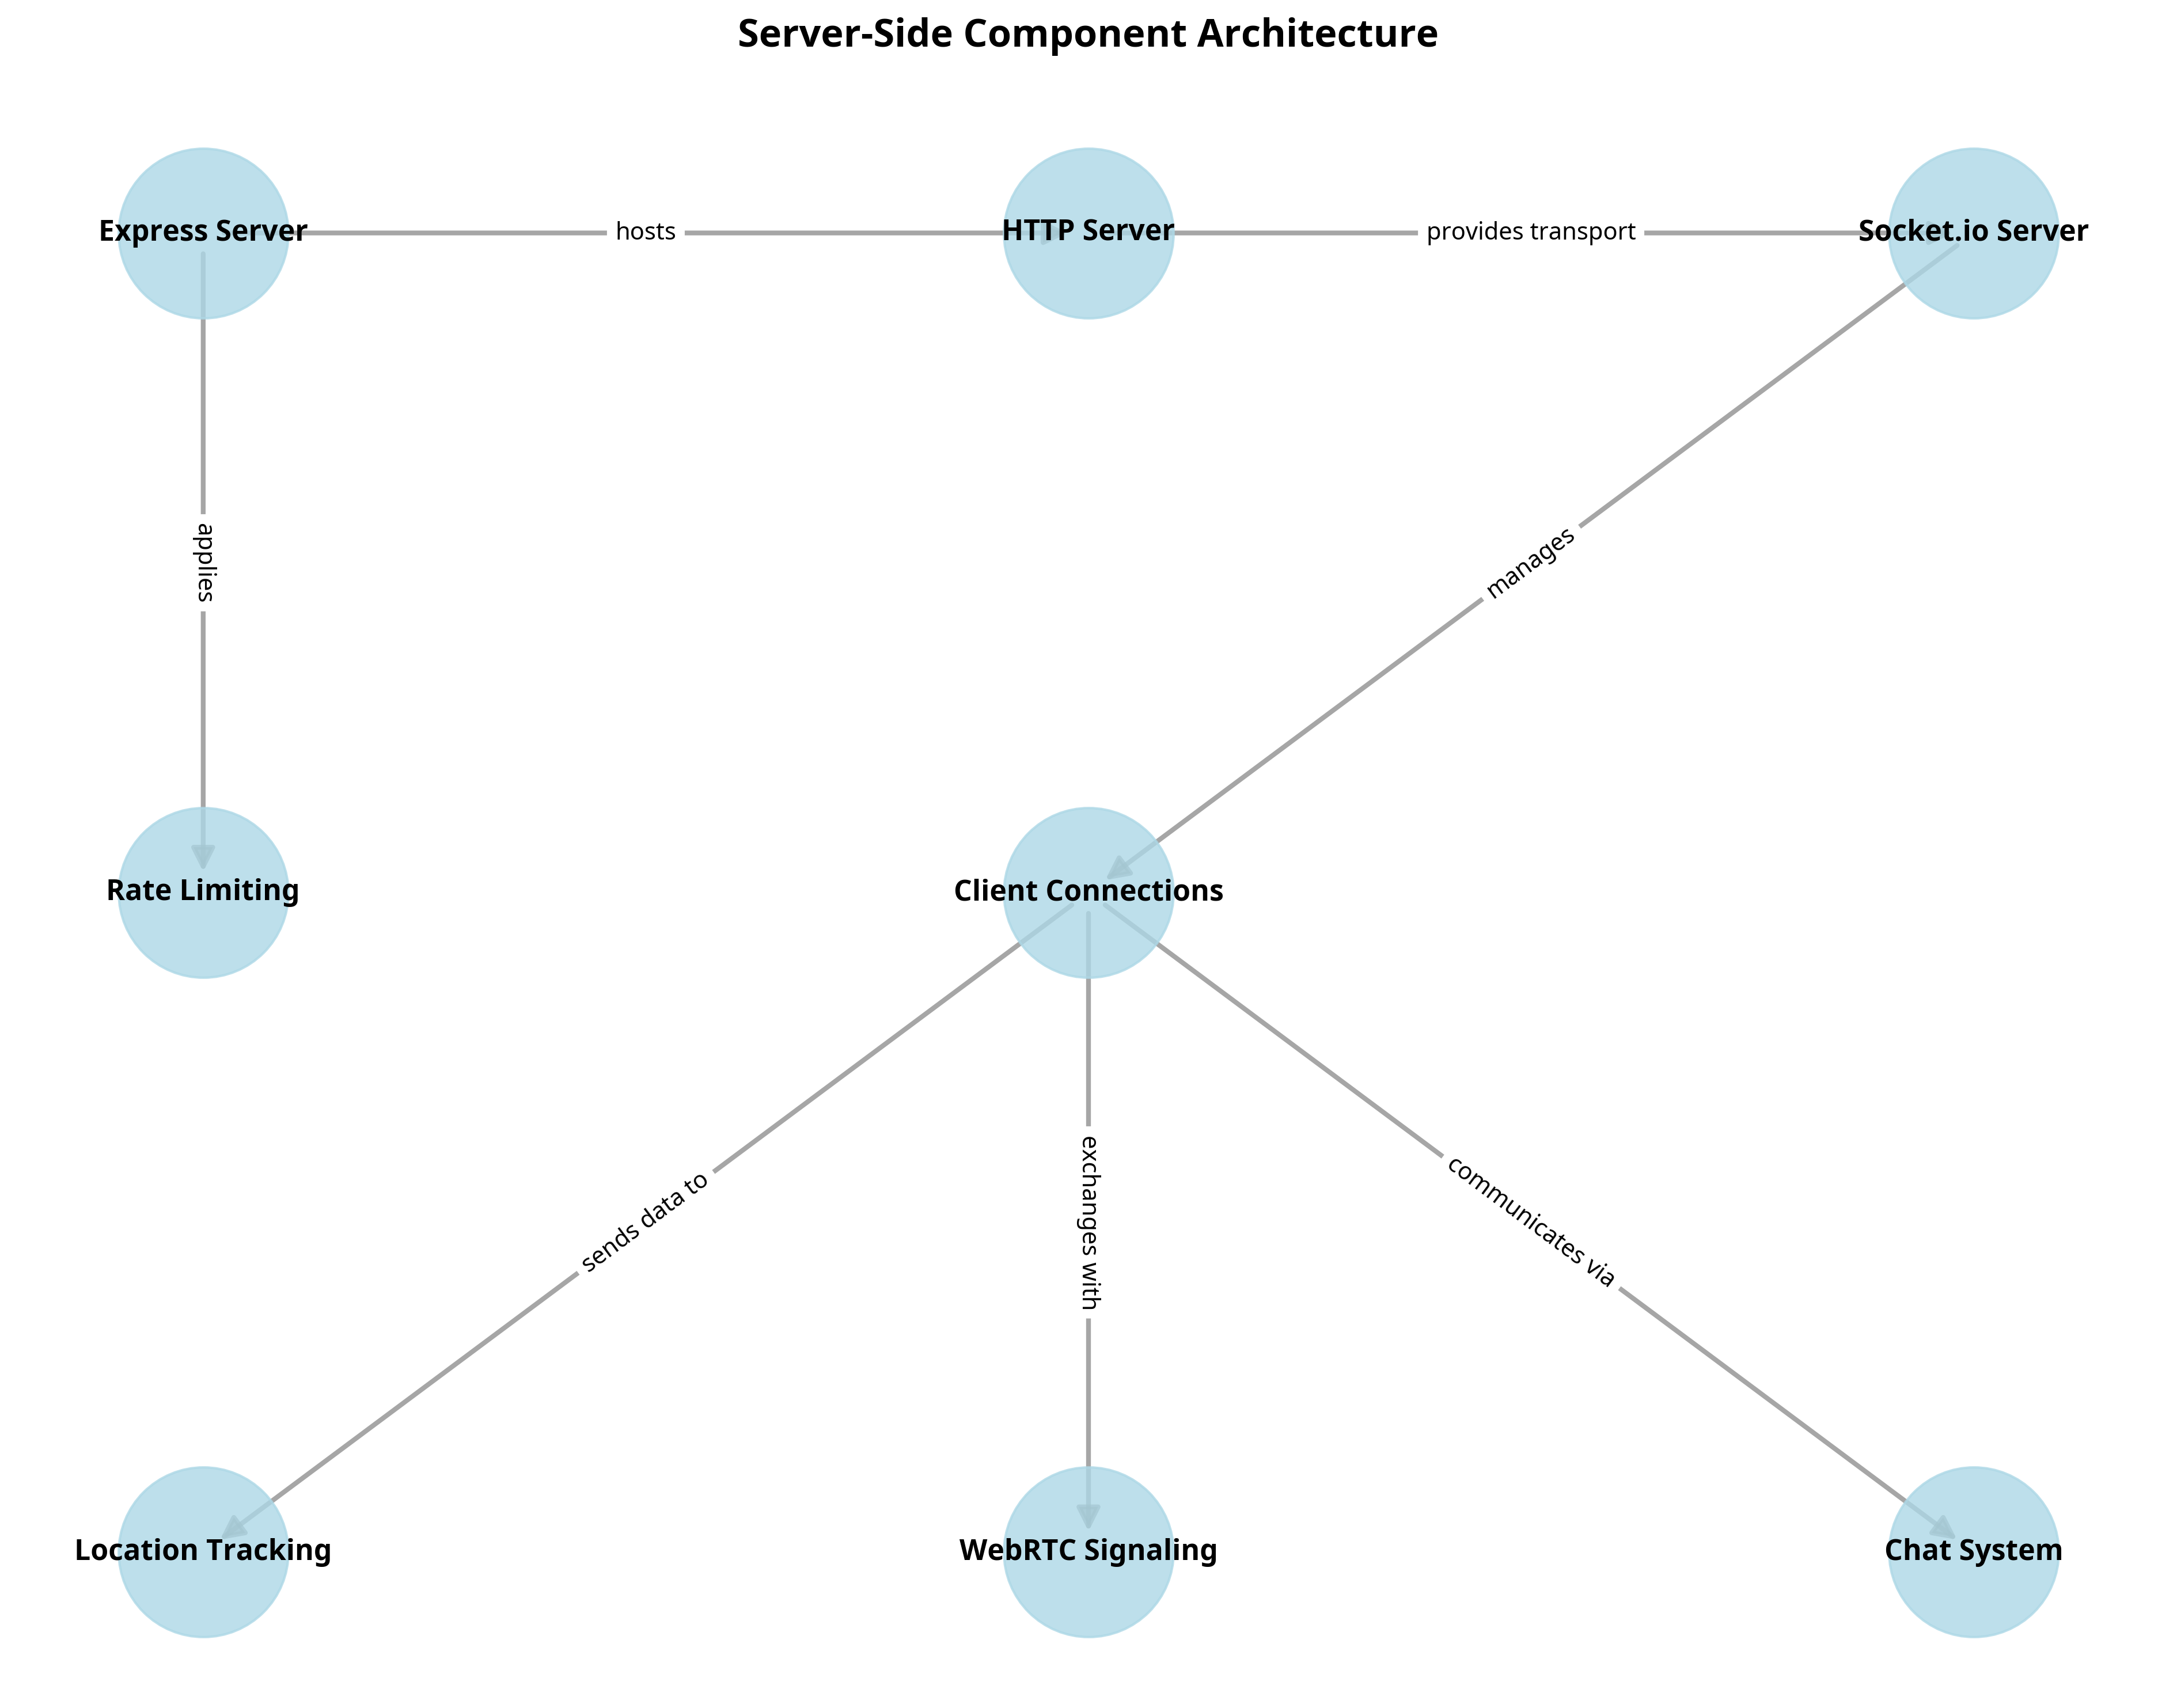 Server-Side Component Architecture
Express Server
hosts
HTTP Server
provides transport
Socket.io Server
applies
manages
Rate Limiting
Client Connections
sends data to
exchanges with
communicates via
Location Tracking
WebRTC Signaling
Chat System